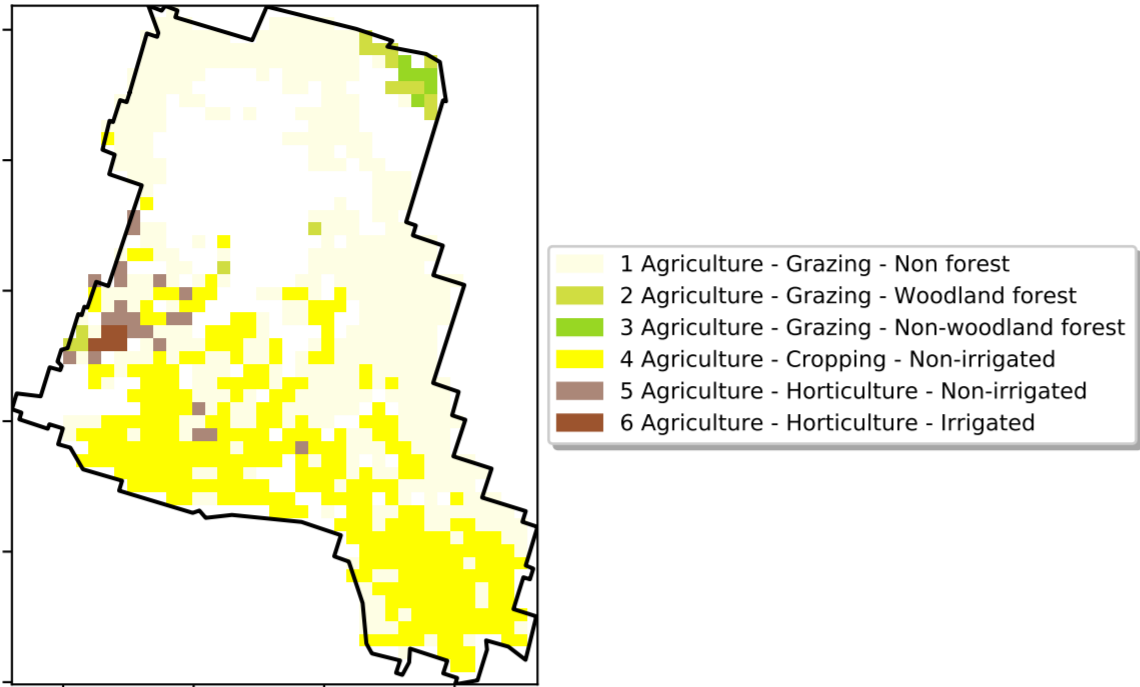 1 Agriculture - Grazing - Non forest
2 Agriculture - Grazing - Woodland forest
3 Agriculture - Grazing - Non-woodland forest
4 Agriculture - Cropping - Non-irrigated
5 Agriculture - Horticulture - Non-irrigated
6 Agriculture - Horticulture - Irrigated